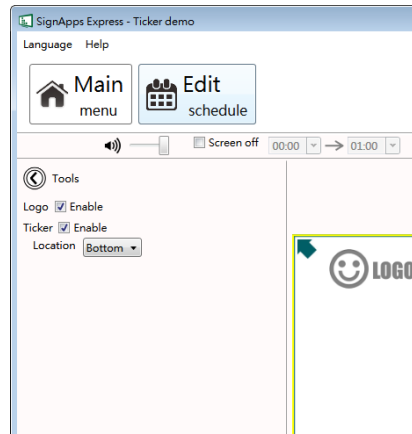 SignApps Express - Ticker demo
Language Help
Main menu
Edit schedule
Screen off 00:00 01:00
Tools
Logo Enable
Ticker Enable
Location Bottom
LOGO